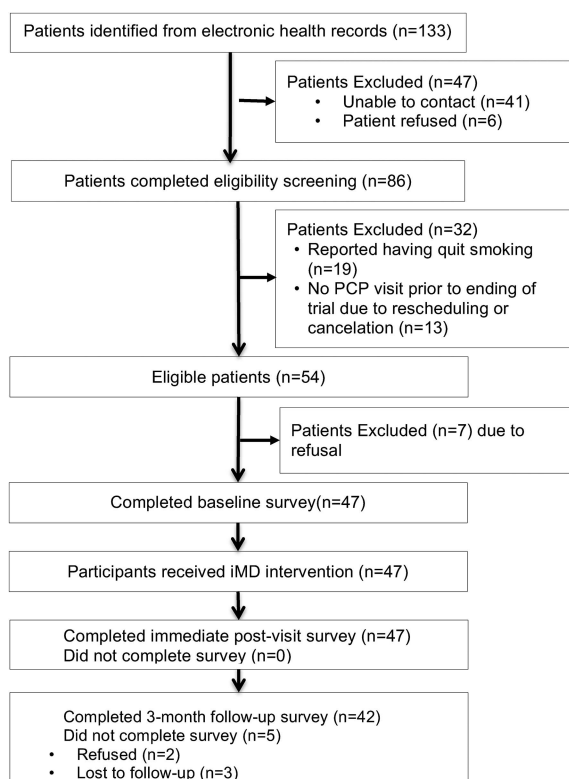 Patients identified from electronic health records (n=133)
Patients Excluded (n=47)
• Unable to contact (n=41)
• Patient refused (n=6)
Patients completed eligibility screening (n=86)
Patients Excluded (n=32)
• Reported having quit smoking
(n=19)
• No PCP visit prior to ending of
trial due to rescheduling or
cancelation (n=13)
Eligible patients (n=54)
Patients Excluded (n=7) due to
refusal
Completed baseline survey(n=47)
Participants received iMD intervention (n=47)
Completed immediate post-visit survey (n=47)
Did not complete survey (n=0)
Completed 3-month follow-up survey (n=42)
Did not complete survey (n=5)
• Refused (n=2)
• Lost to follow-up (n=3)